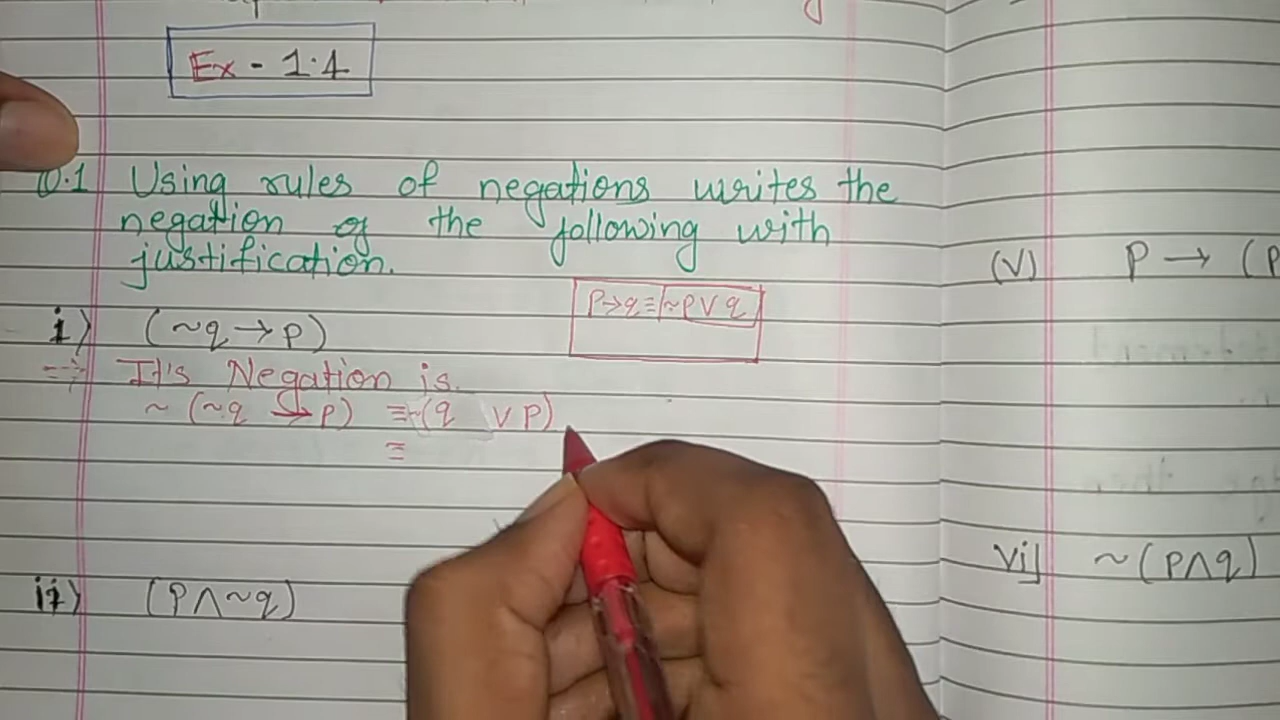 Ex - 1.4
Q.1 Using rules of negations writes the
negation of the following with
justification.
P→q≡~p∨q
i) (~q→p)
It's Negation is.
~(~q→p) ≡~(q ∨p)
≡
ii) (p∧~q)
(V) P→(P
Vi) ~(p∧q)